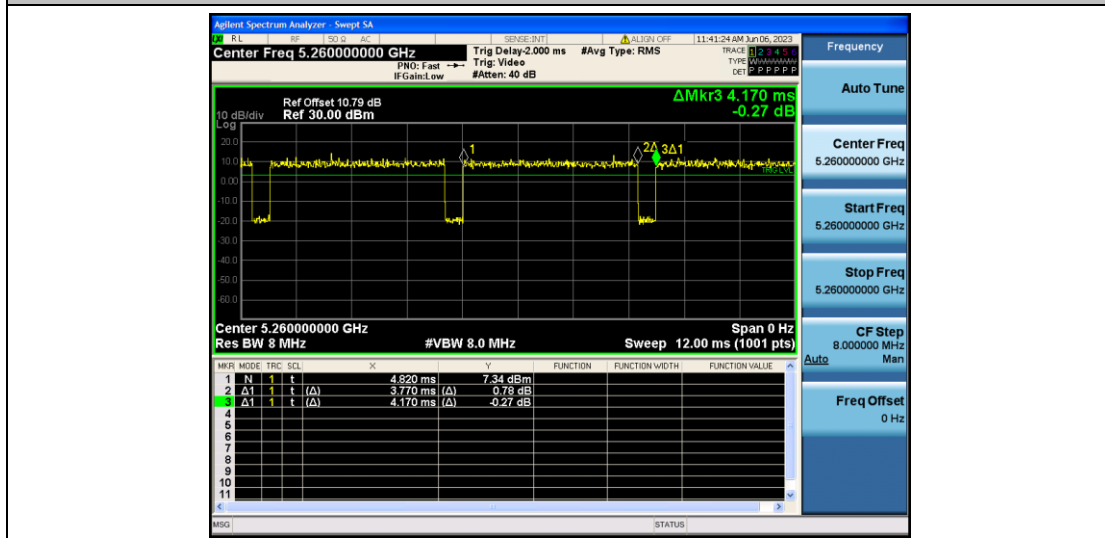 Agilent Spectrum Analyzer - Swept SA
RL RF 50 Ω AC SENSE:INT ALIGN OFF 11:41:24 AM Jun 06, 2023
Center Freq 5.260000000 GHz
PNO: Fast
IFGain:Low
Trig Delay-2.000 ms
Trig: Video
#Atten: 40 dB
#Avg Type: RMS
TRACE 1 2 3 4 5 6
TYPE WWWWWW
DET P P P P P P
ΔMkr3 4.170 ms
-0.27 dB
Ref Offset 10.79 dB
10 dB/div Ref 30.00 dBm
Log
20.0
10.0
0.00
-10.0
-20.0
-30.0
-40.0
-50.0
-60.0
1
2Δ 3Δ1
TRIG LVL
Center 5.260000000 GHz Span 0 Hz
Res BW 8 MHz #VBW 8.0 MHz Sweep 12.00 ms (1001 pts)
MKR MODE TRC SCL X Y FUNCTION FUNCTION WIDTH FUNCTION VALUE
1 N 1 t 4.820 ms 7.34 dBm
2 Δ1 1 t (Δ) 3.770 ms (Δ) 0.78 dB
3 Δ1 1 t (Δ) 4.170 ms (Δ) -0.27 dB
4
5
6
7
8
9
10
11
MSG STATUS
Frequency
Auto Tune
Center Freq
5.260000000 GHz
Start Freq
5.260000000 GHz
Stop Freq
5.260000000 GHz
CF Step
8.000000 MHz
Auto Man
Freq Offset
0 Hz